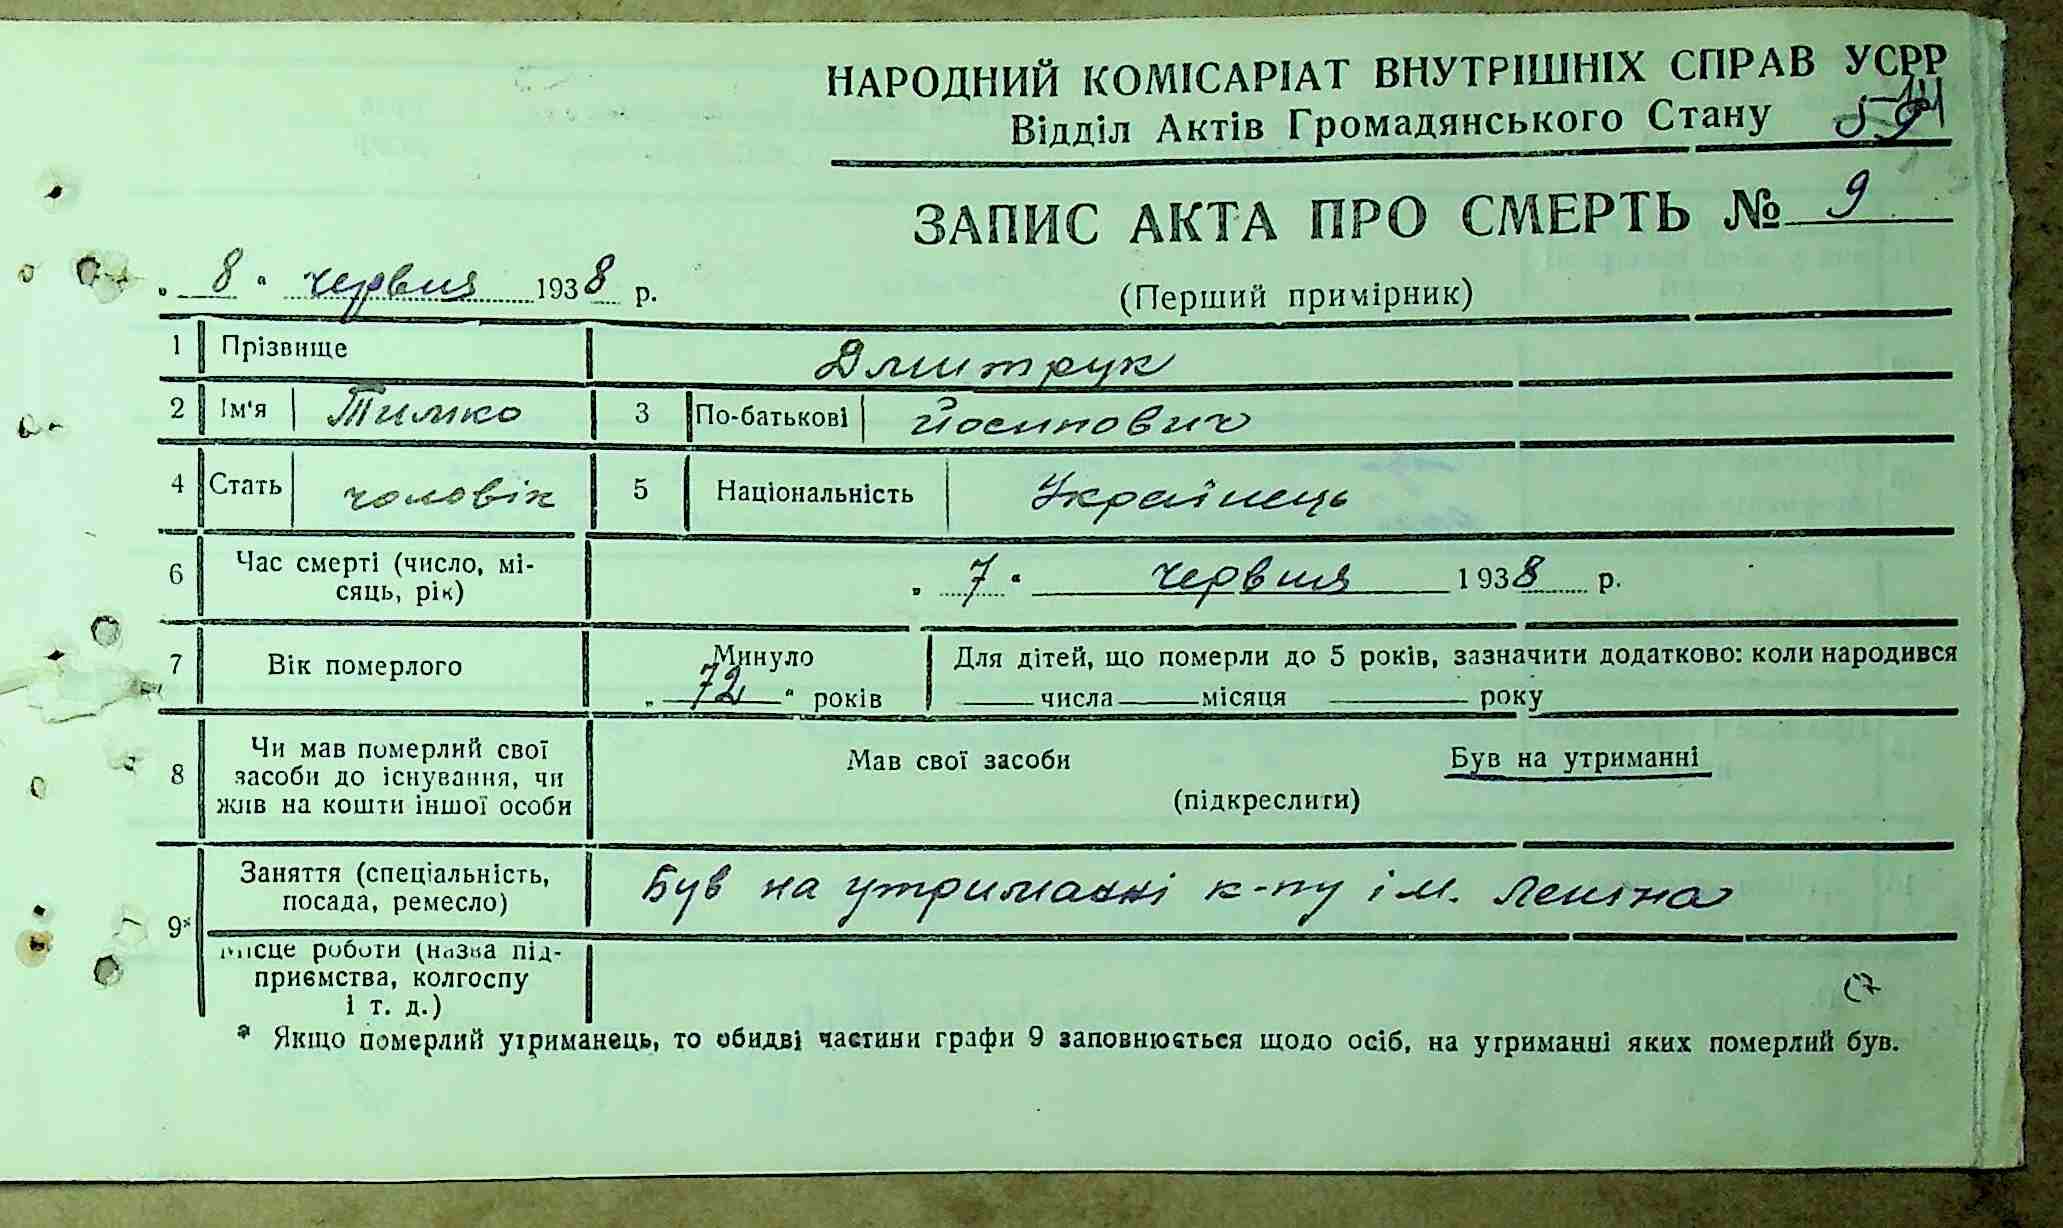 НАРОДНИЙ КОМІСАРІАТ ВНУТРІШНІХ СПРАВ УСРР
Відділ Актів Громадянського Стану
ЗАПИС АКТА ПРО СМЕРТЬ № 9
„ 8 “ червня 1938 р.
(Перший примірник)
1 Прізвище Дмитрук
2 Ім'я Тимко 3 По-батькові Йосипович
4 Стать чоловік 5 Національність Українець
6 Час смерті (число, мі-
сяць, рік) „ 7 “ червня 1938 р.
7 Вік померлого Минуло „ 72 “ років Для дітей, що померли до 5 років, зазначити додатково: коли народився
числа місяця року
8 Чи мав померлий свої
засоби до існування, чи
жив на кошти іншої особи
Мав свої засоби Був на утриманні
(підкреслити)
9* Заняття (спеціальність,
посада, ремесло) Був на утриманні к-пу ім. Леніна
Місце роботи (назва під-
приємства, колгоспу
і т. д.)
* Якщо померлий утриманець, то обидві частини графи 9 заповнюється щодо осіб, на утриманні яких померлий був.